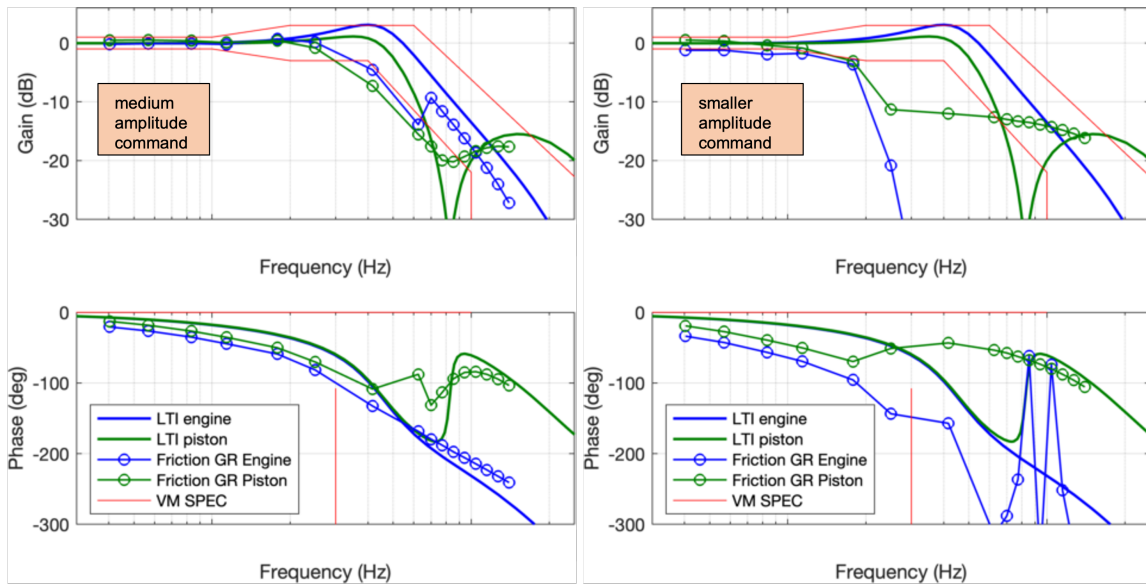 0
-10
-20
-30
Gain (dB)
medium
amplitude
command
Frequency (Hz)
0
-10
-20
-30
Gain (dB)
smaller
amplitude
command
Frequency (Hz)
0
-100
-200
-300
Phase (deg)
LTI engine
LTI piston
Friction GR Engine
Friction GR Piston
VM SPEC
Frequency (Hz)
0
-100
-200
-300
Phase (deg)
LTI engine
LTI piston
Friction GR Engine
Friction GR Piston
VM SPEC
Frequency (Hz)